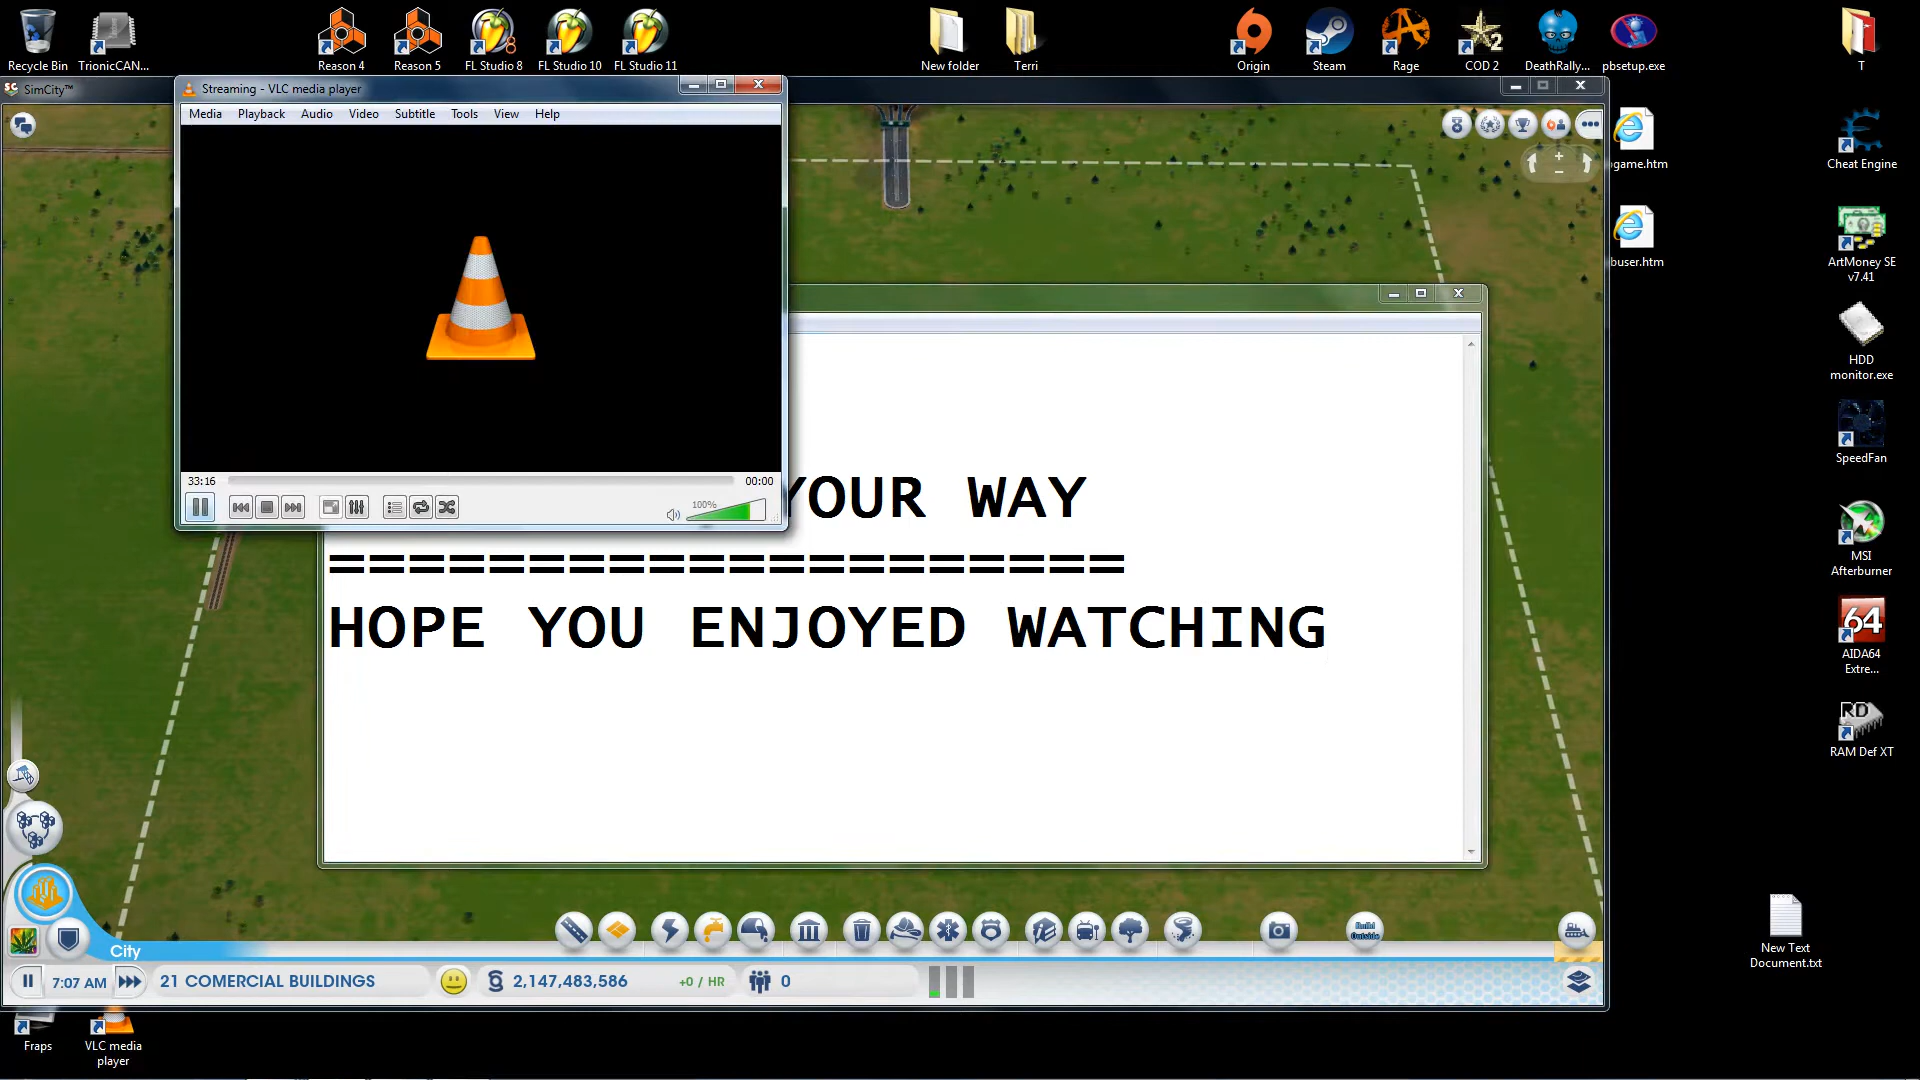 Recycle Bin
TrionicCAN...
Reason 4
Reason 5
FL Studio 8
FL Studio 10
FL Studio 11
New folder
Terri
Origin
Steam
Rage
COD 2
DeathRally...
pbsetup.exe
T
SimCity™
Streaming - VLC media player
Media Playback Audio Video Subtitle Tools View Help
33:16
00:00
100%
YOUR WAY
====================
HOPE YOU ENJOYED WATCHING
game.htm
buser.htm
Cheat Engine
ArtMoney SE
v7.41
HDD
monitor.exe
SpeedFan
MSI
Afterburner
64
AIDA64
Extre...
RD
RAM Def XT
New Text
Document.txt
Build
Outside
City
7:07 AM
21 COMERCIAL BUILDINGS
2,147,483,586
+0 / HR
0
Fraps
VLC media
player